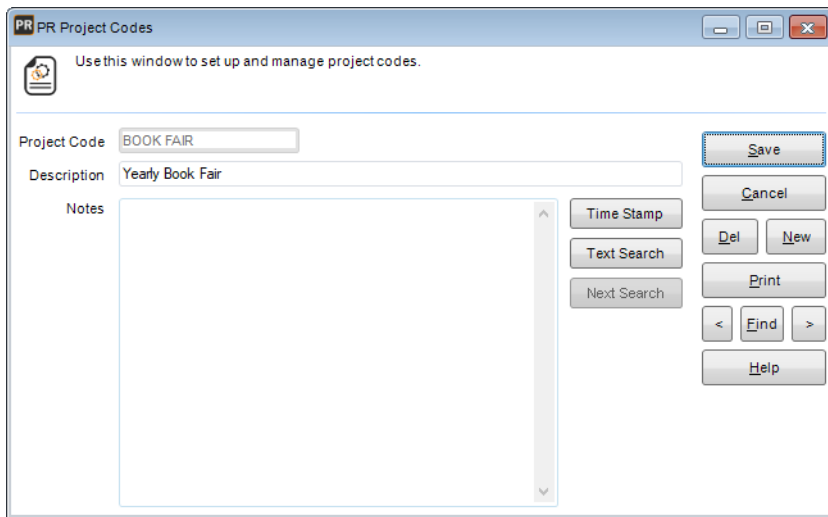 PR PR Project Codes
Use this window to set up and manage project codes.
Project Code BOOK FAIR
Description Yearly Book Fair
Notes
Time Stamp
Text Search
Next Search
Save
Cancel
Del New
Print
< Find >
Help